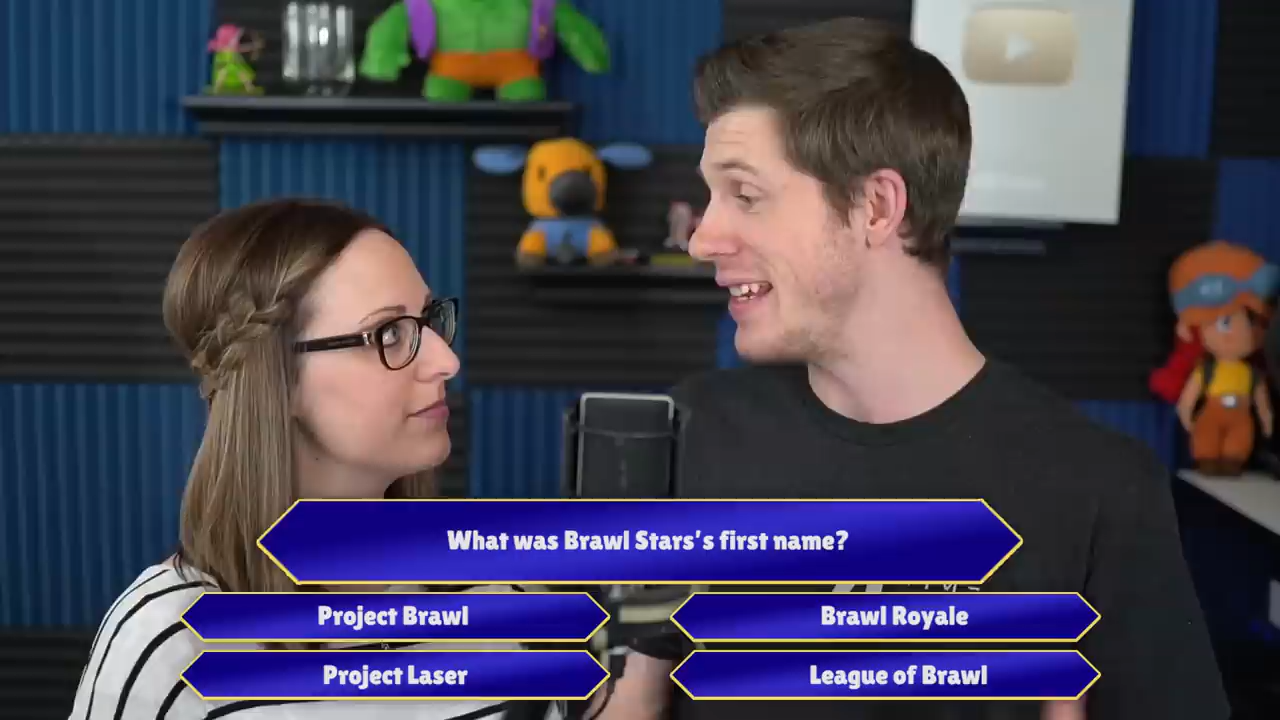 What was Brawl Stars's first name?
Project Brawl
Brawl Royale
Project Laser
League of Brawl